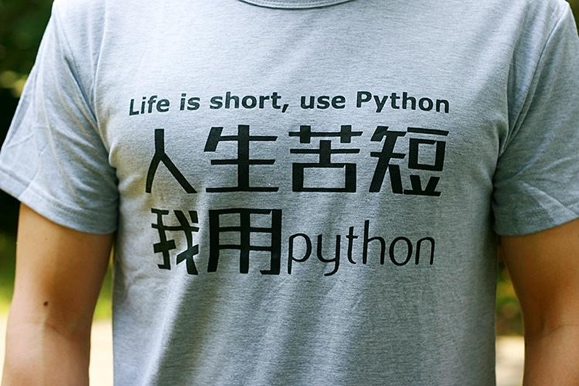 Life is short, use Python
人生苦短
我用python